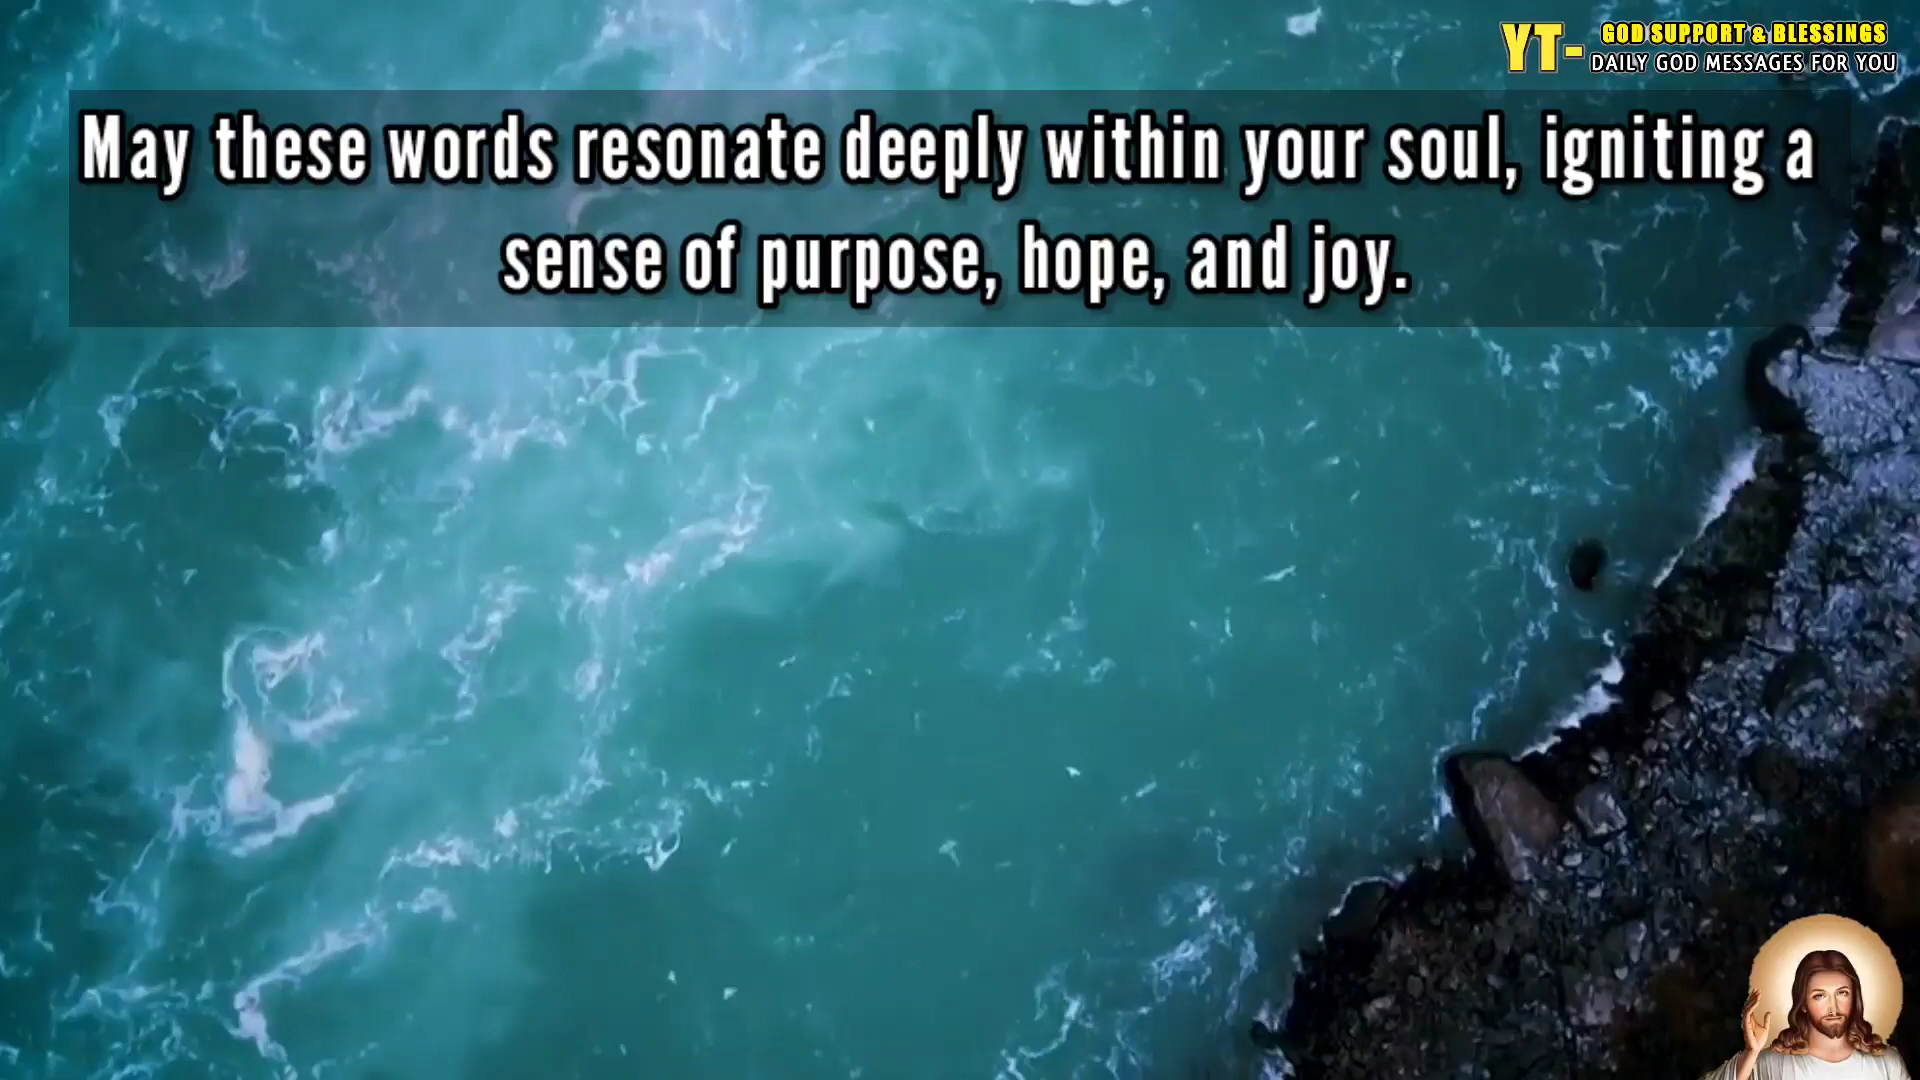 YT- GOD SUPPORT & BLESSINGS
DAILY GOD MESSAGES FOR YOU
May these words resonate deeply within your soul, igniting a
sense of purpose, hope, and joy.